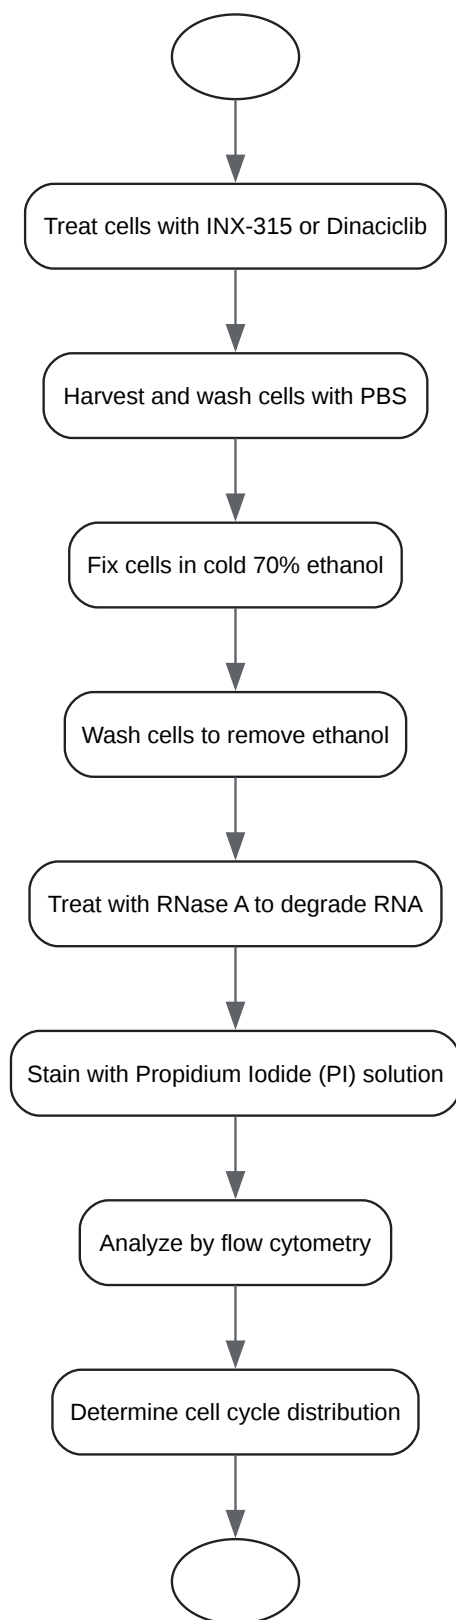 Treat cells with INX-315 or Dinaciclib
Harvest and wash cells with PBS
Fix cells in cold 70% ethanol
Wash cells to remove ethanol
Treat with RNase A to degrade RNA
Stain with Propidium Iodide (PI) solution
Analyze by flow cytometry
Determine cell cycle distribution